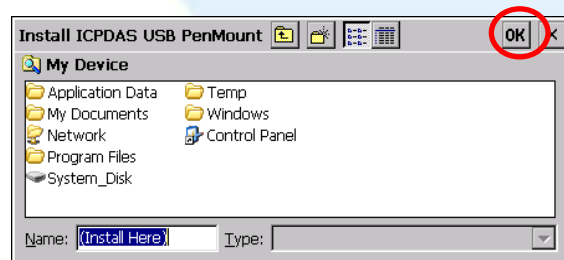 Install ICPDAS USB PenMount OK ×
My Device
Application Data Temp
My Documents Windows
Network Control Panel
Program Files
System_Disk
Name: (Install Here) Type: